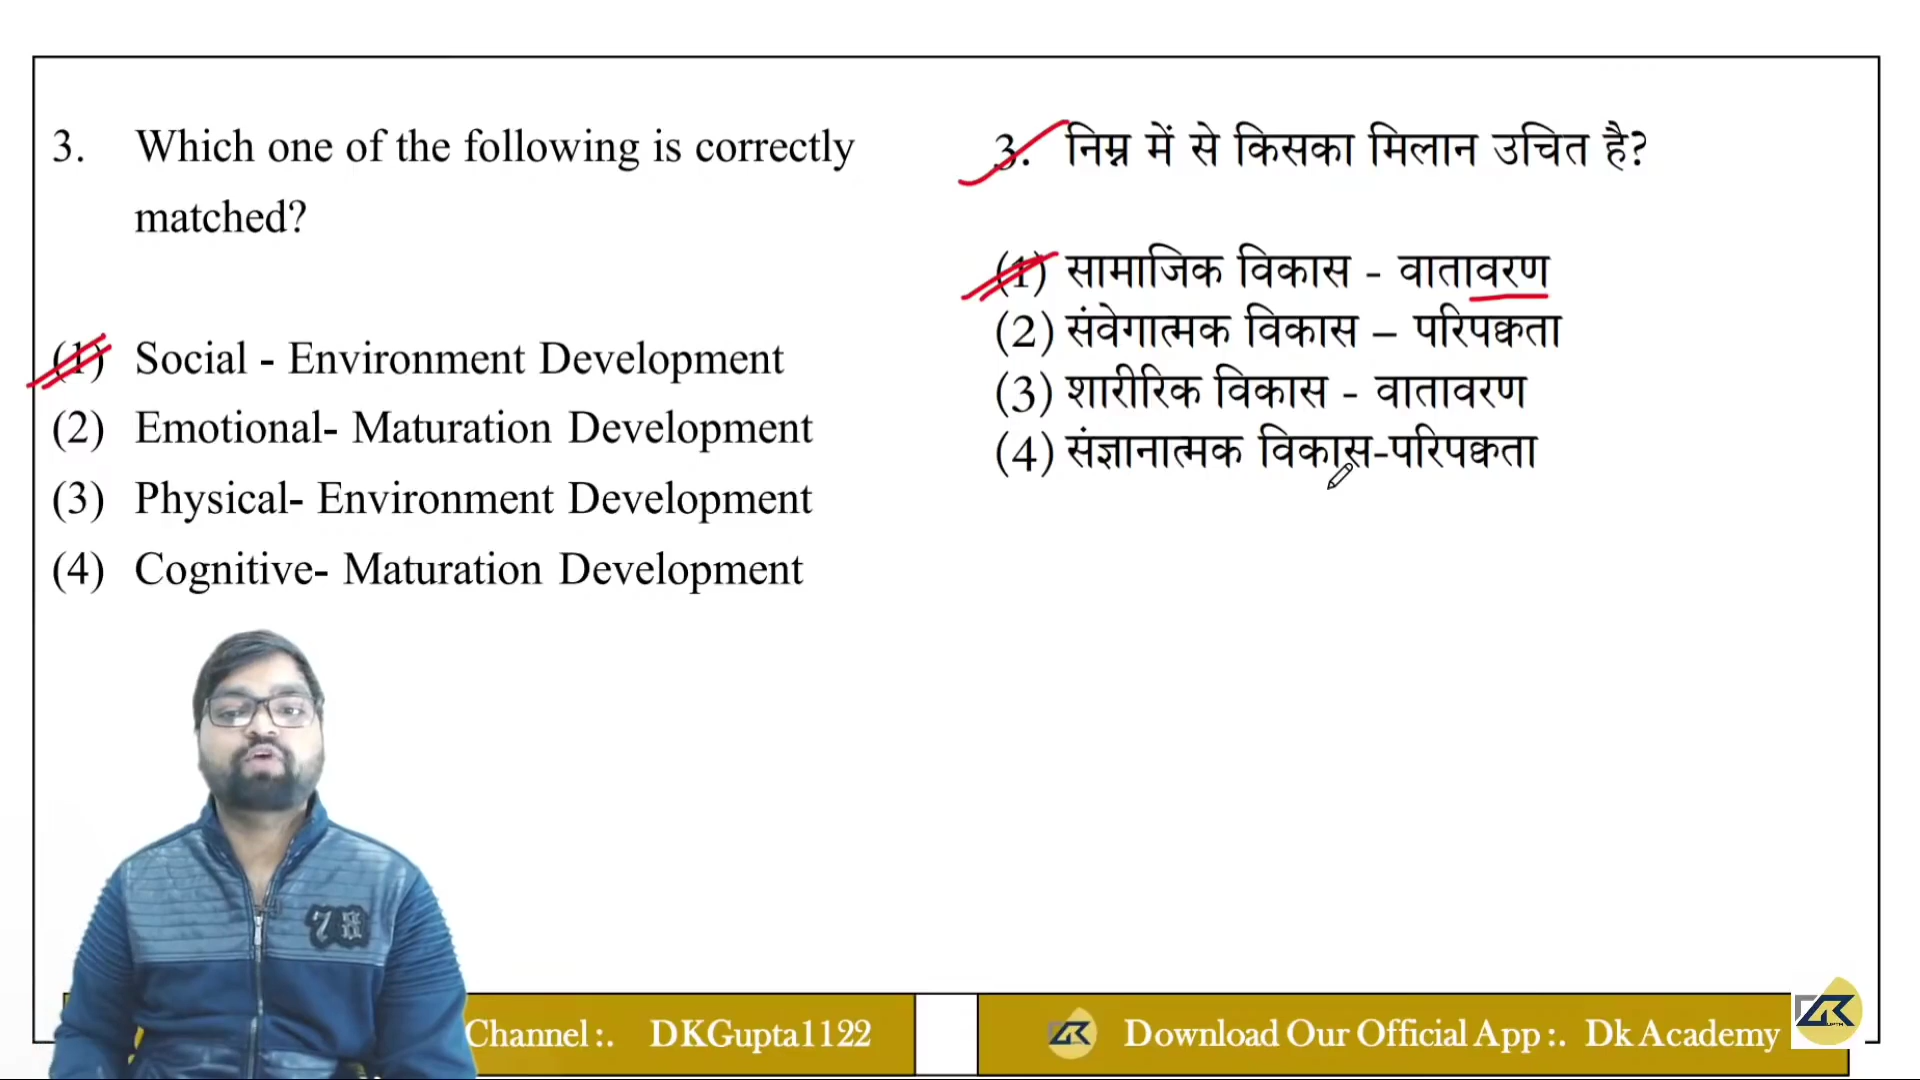 3. Which one of the following is correctly
matched?
(1) Social - Environment Development
(2) Emotional- Maturation Development
(3) Physical- Environment Development
(4) Cognitive- Maturation Development
3. निम्न में से किसका मिलान उचित है?
(1) सामाजिक विकास - वातावरण
(2) संवेगात्मक विकास – परिपक्वता
(3) शारीरिक विकास - वातावरण
(4) संज्ञानात्मक विकास-परिपक्वता
78
Channel :. DKGupta1122
Download Our Official App :. Dk Academy